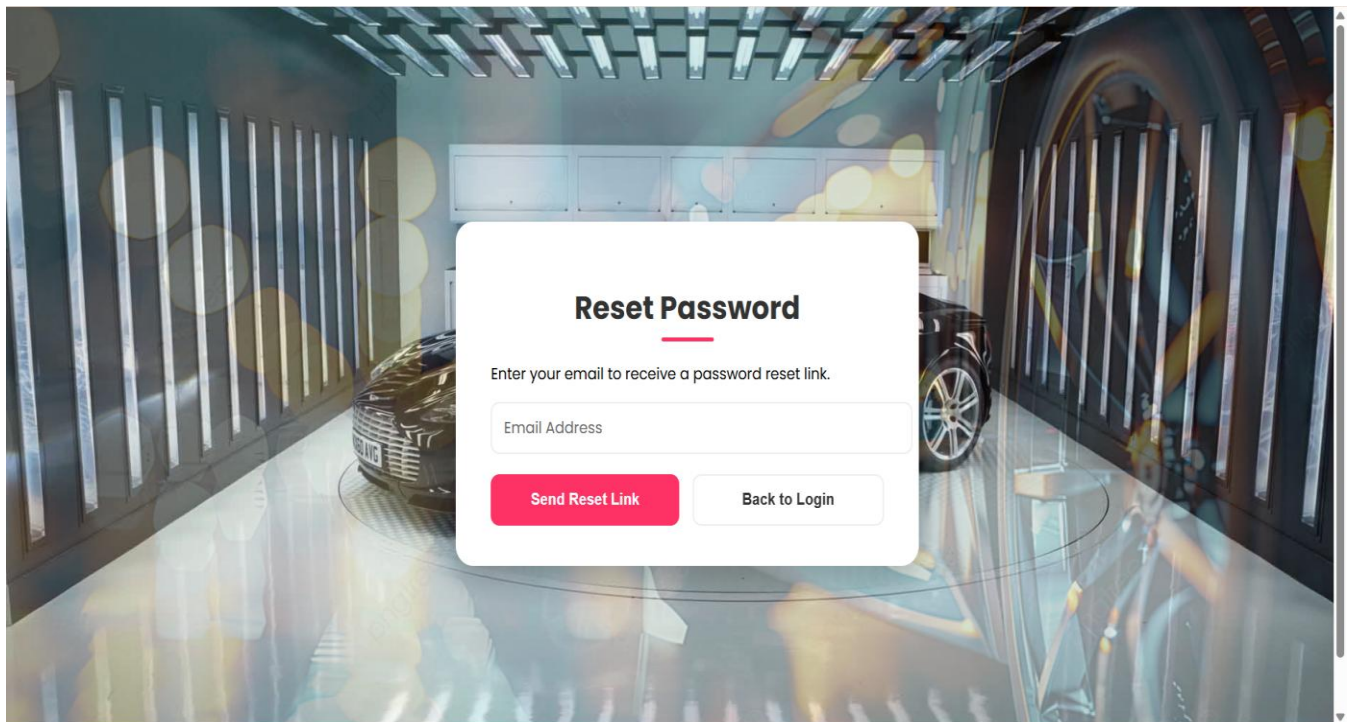 Reset Password
Enter your email to receive a password reset link.
Email Address
Send Reset Link
Back to Login